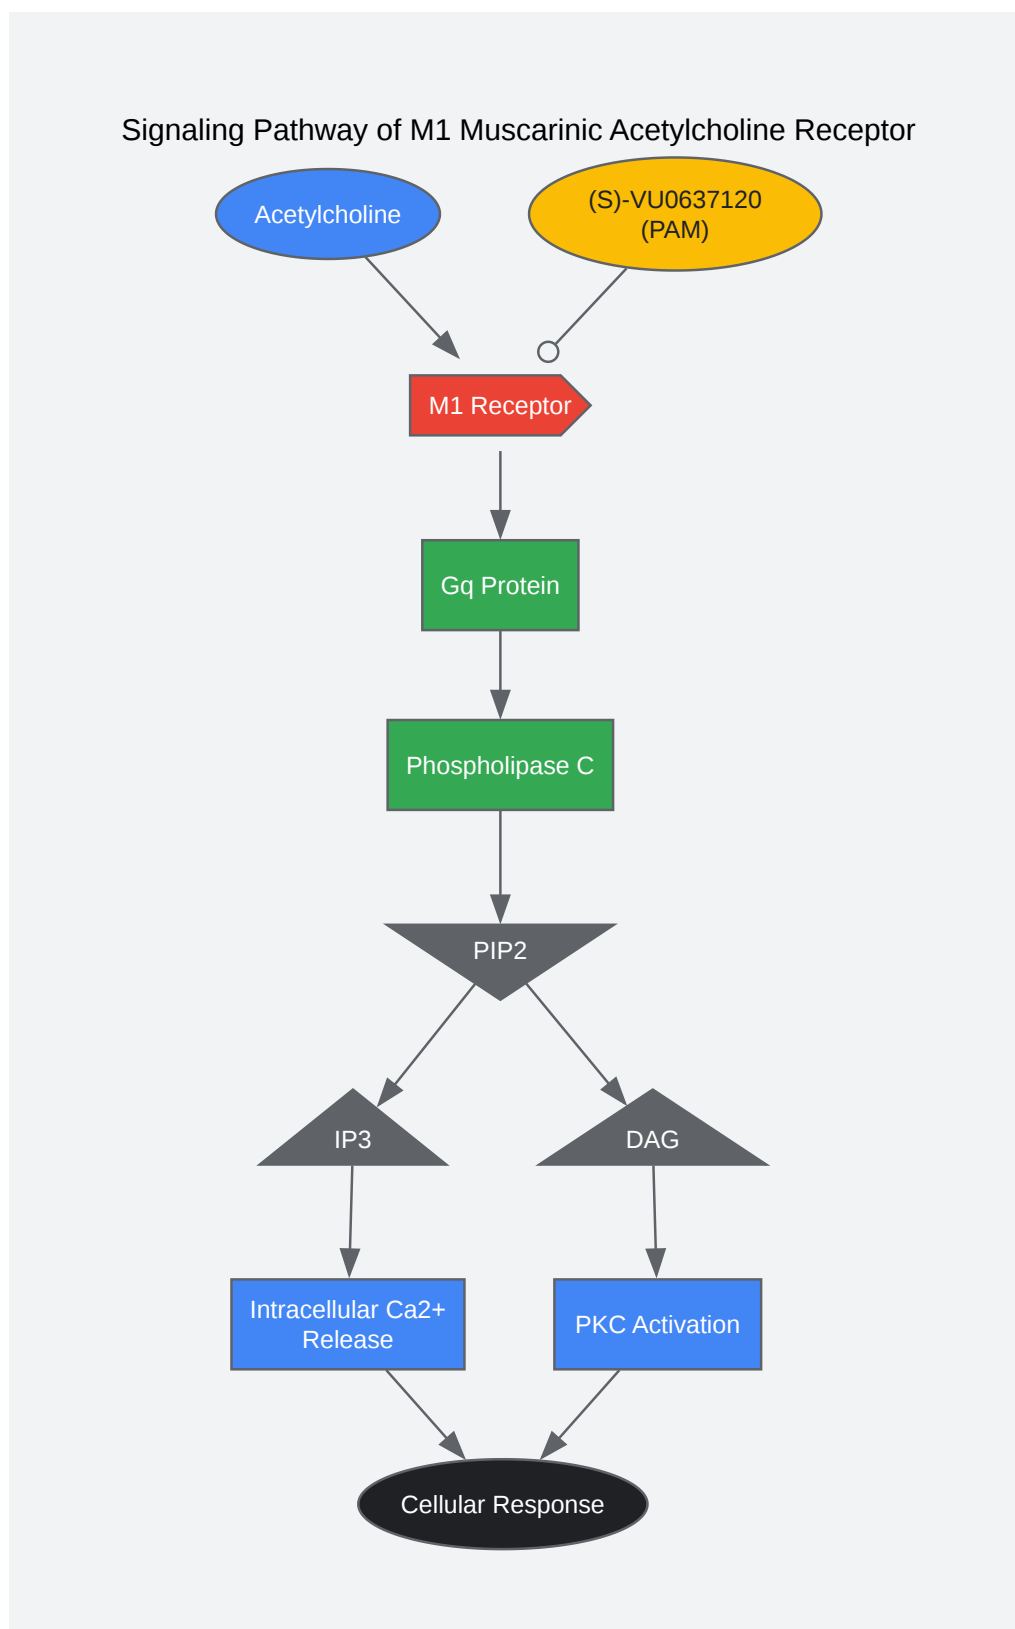 Signaling Pathway of M1 Muscarinic Acetylcholine Receptor
Acetylcholine
(S)-VU0637120
(PAM)
M1 Receptor
Gq Protein
Phospholipase C
PIP2
IP3
DAG
Intracellular Ca2+
Release
PKC Activation
Cellular Response